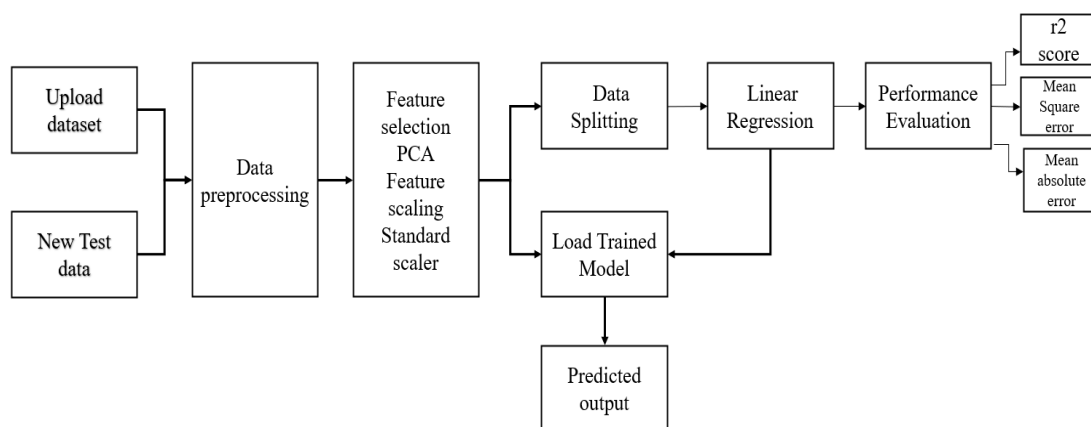 Upload
dataset
New Test
data
Data
preprocessing
Feature
selection
PCA
Feature
scaling
Standard
scaler
Data
Splitting
Load Trained
Model
Predicted
output
Linear
Regression
Performance
Evaluation
r2
score
Mean
Square
error
Mean
absolute
error